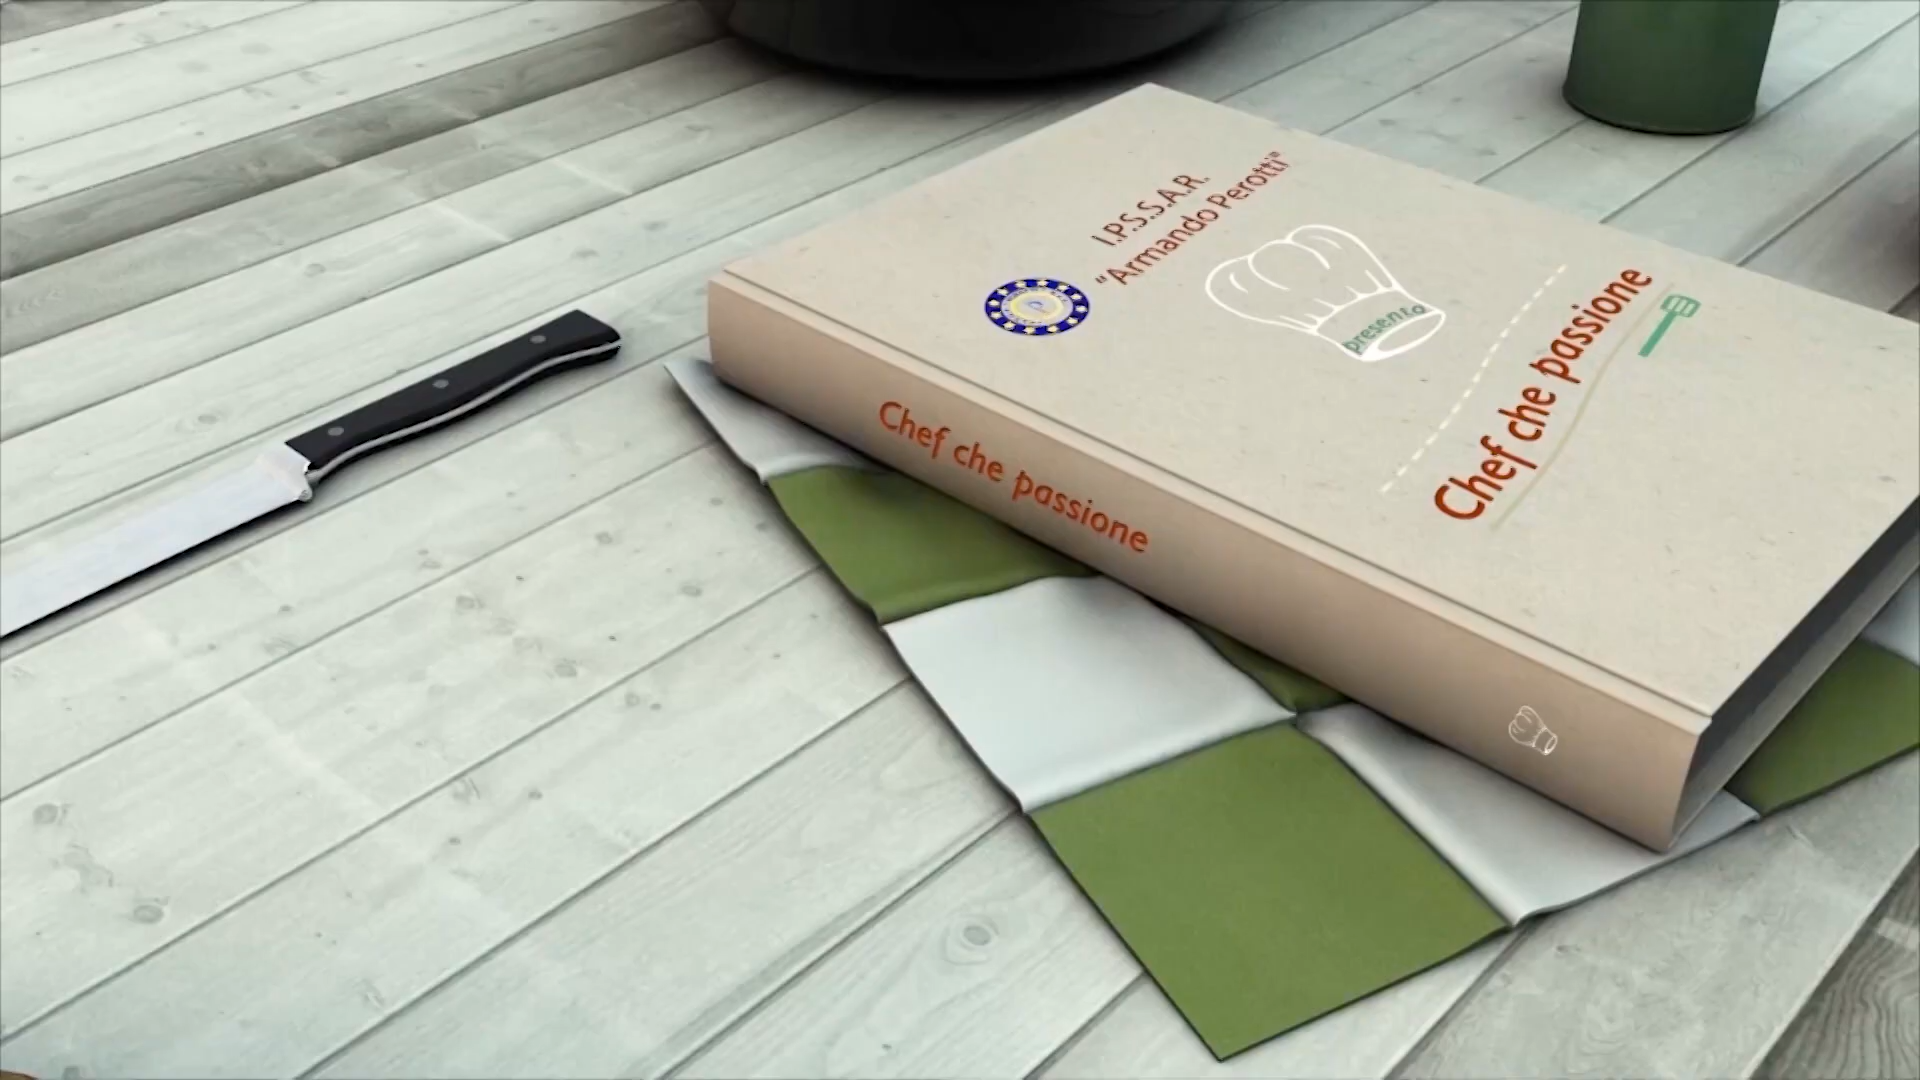 I.P.S.S.A.R.
"Armando Perotti"
presenta
Chef che passione
Chef che passione